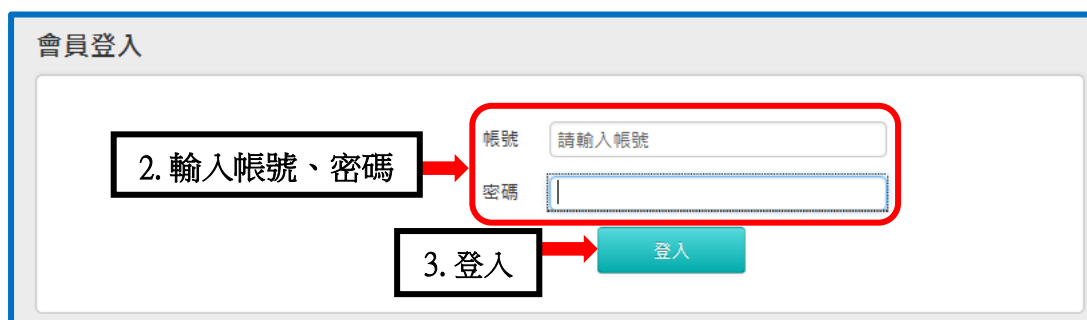 會員登入
帳號 請輸入帳號
2. 輸入帳號、密碼
密碼
登入
3. 登入